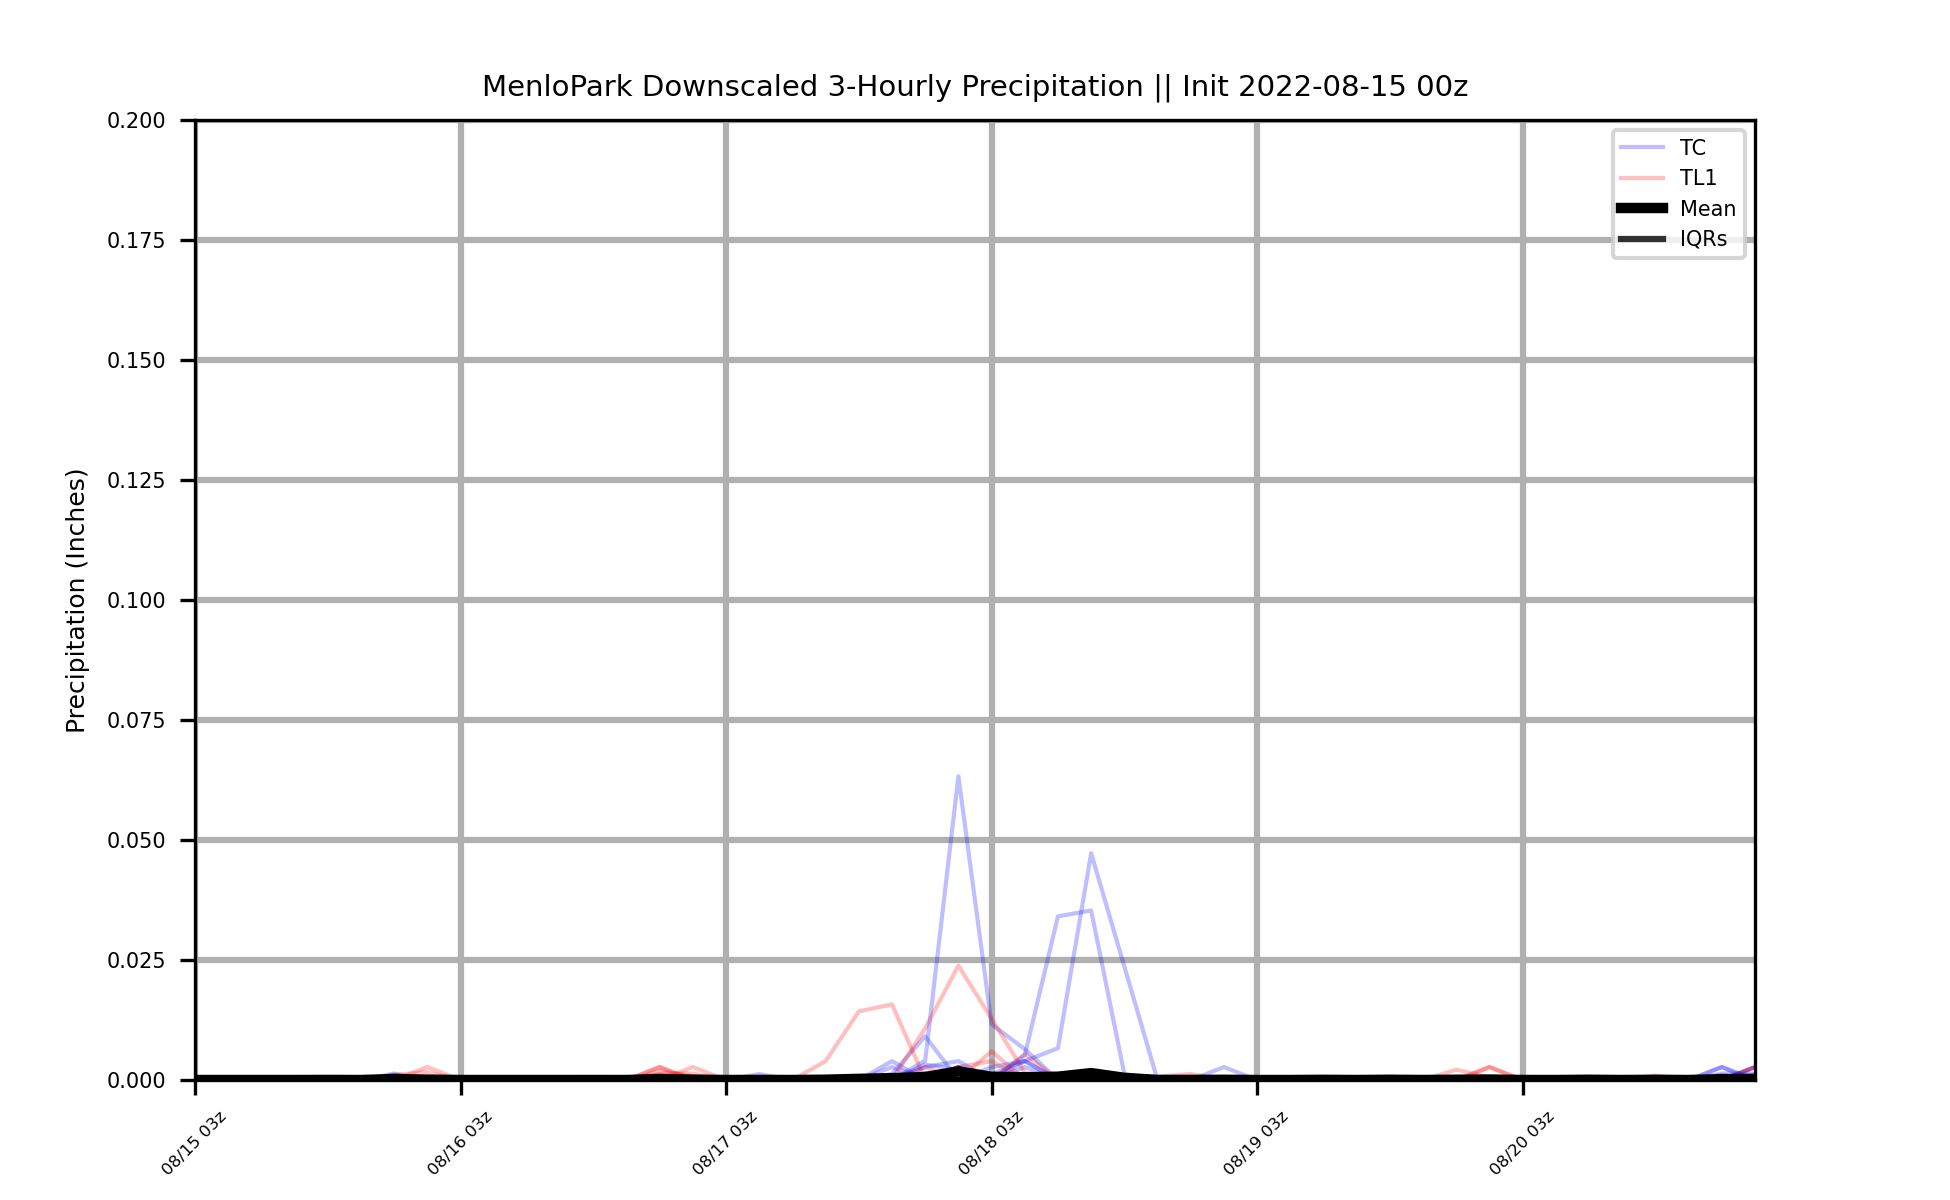 MenloPark Downscaled 3-Hourly Precipitation || Init 2022-08-15 00z
0.200
0.175
0.150
0.125
0.100
0.075
0.050
0.025
0.000
Precipitation (Inches)
TC
TL1
Mean
IQRs
08/15 03z
08/16 03z
08/17 03z
08/18 03z
08/19 03z
08/20 03z